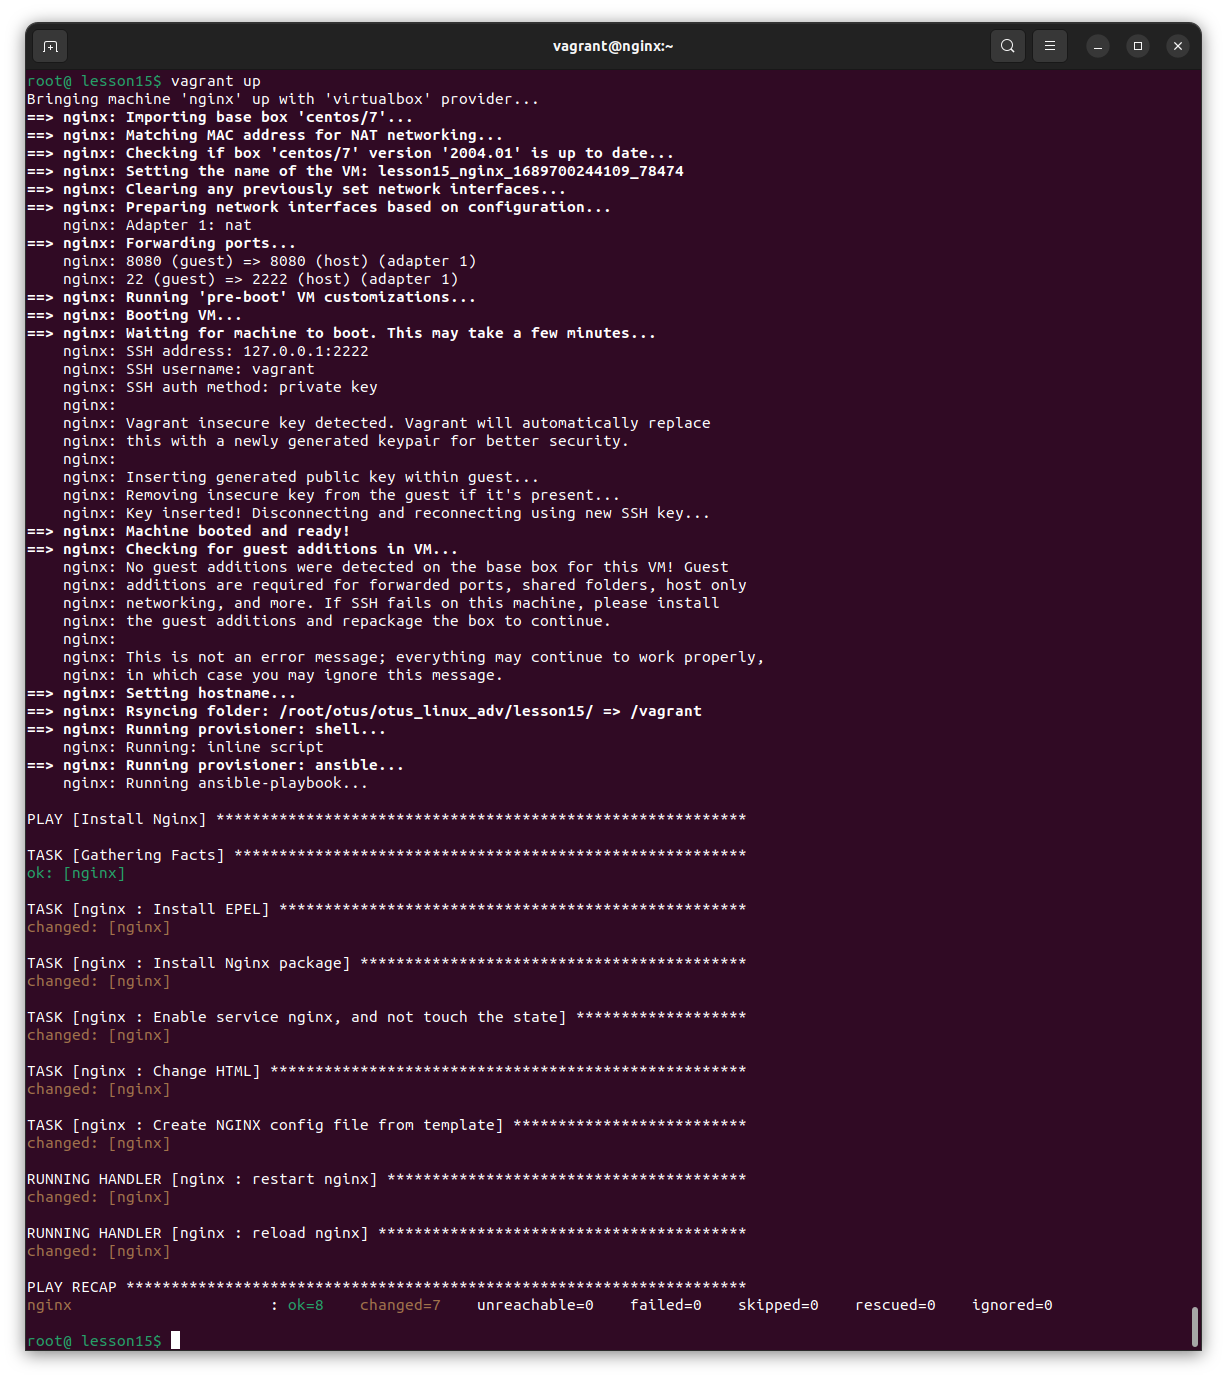 vagrant@nginx:~
root@ lesson15$ vagrant up
Bringing machine 'nginx' up with 'virtualbox' provider...
==> nginx: Importing base box 'centos/7'...
==> nginx: Matching MAC address for NAT networking...
==> nginx: Checking if box 'centos/7' version '2004.01' is up to date...
==> nginx: Setting the name of the VM: lesson15_nginx_1689700244109_78474
==> nginx: Clearing any previously set network interfaces...
==> nginx: Preparing network interfaces based on configuration...
    nginx: Adapter 1: nat
==> nginx: Forwarding ports...
    nginx: 8080 (guest) => 8080 (host) (adapter 1)
    nginx: 22 (guest) => 2222 (host) (adapter 1)
==> nginx: Running 'pre-boot' VM customizations...
==> nginx: Booting VM...
==> nginx: Waiting for machine to boot. This may take a few minutes...
    nginx: SSH address: 127.0.0.1:2222
    nginx: SSH username: vagrant
    nginx: SSH auth method: private key
    nginx:
    nginx: Vagrant insecure key detected. Vagrant will automatically replace
    nginx: this with a newly generated keypair for better security.
    nginx:
    nginx: Inserting generated public key within guest...
    nginx: Removing insecure key from the guest if it's present...
    nginx: Key inserted! Disconnecting and reconnecting using new SSH key...
==> nginx: Machine booted and ready!
==> nginx: Checking for guest additions in VM...
    nginx: No guest additions were detected on the base box for this VM! Guest
    nginx: additions are required for forwarded ports, shared folders, host only
    nginx: networking, and more. If SSH fails on this machine, please install
    nginx: the guest additions and repackage the box to continue.
    nginx:
    nginx: This is not an error message; everything may continue to work properly,
    nginx: in which case you may ignore this message.
==> nginx: Setting hostname...
==> nginx: Rsyncing folder: /root/otus/otus_linux_adv/lesson15/ => /vagrant
==> nginx: Running provisioner: shell...
    nginx: Running: inline script
==> nginx: Running provisioner: ansible...
    nginx: Running ansible-playbook...
PLAY [Install Nginx] ***********************************************************
TASK [Gathering Facts] *********************************************************
ok: [nginx]
TASK [nginx : Install EPEL] ****************************************************
changed: [nginx]
TASK [nginx : Install Nginx package] *******************************************
changed: [nginx]
TASK [nginx : Enable service nginx, and not touch the state] *******************
changed: [nginx]
TASK [nginx : Change HTML] *****************************************************
changed: [nginx]
TASK [nginx : Create NGINX config file from template] **************************
changed: [nginx]
RUNNING HANDLER [nginx : restart nginx] ****************************************
changed: [nginx]
RUNNING HANDLER [nginx : reload nginx] *****************************************
changed: [nginx]
PLAY RECAP *********************************************************************
nginx                      : ok=8    changed=7    unreachable=0    failed=0    skipped=0    rescued=0    ignored=0
root@ lesson15$